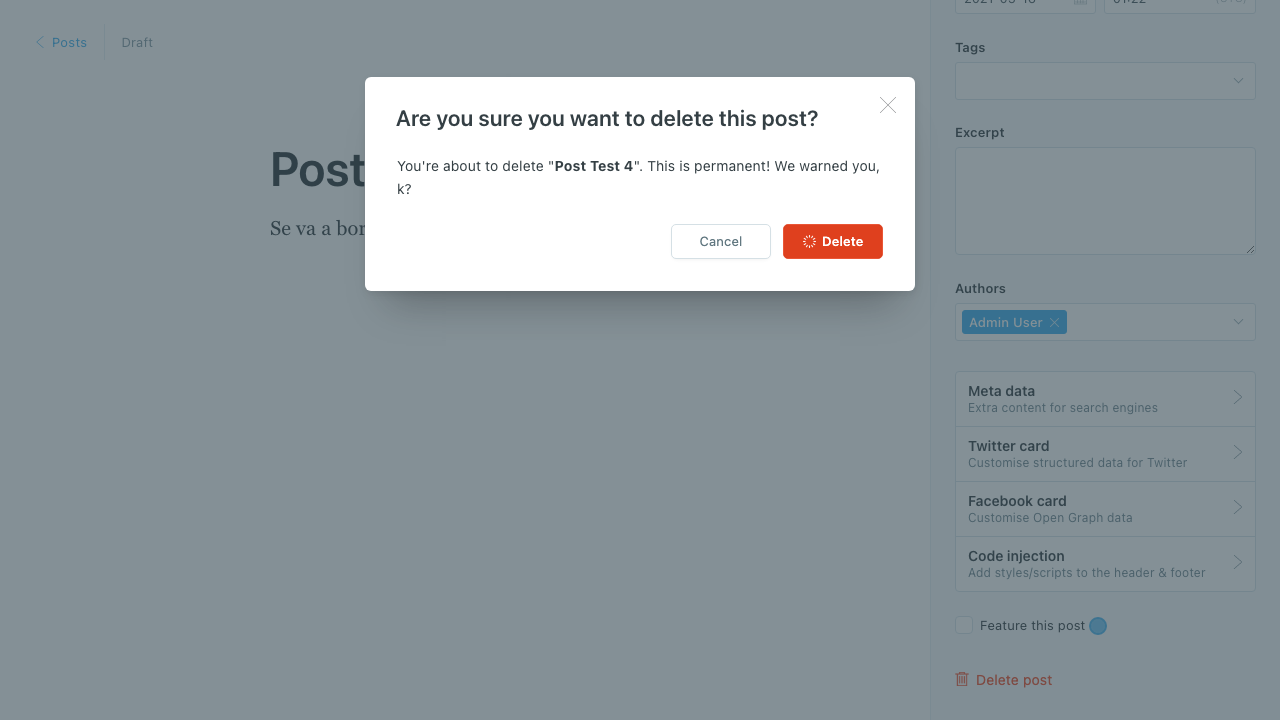 Posts
Draft
Post
Se va a bor
Are you sure you want to delete this post?
You're about to delete "Post Test 4". This is permanent! We warned you,
k?
Cancel
Delete
Tags
Excerpt
Authors
Admin User
Meta data
Extra content for search engines
Twitter card
Customise structured data for Twitter
Facebook card
Customise Open Graph data
Code injection
Add styles/scripts to the header & footer
Feature this post
Delete post